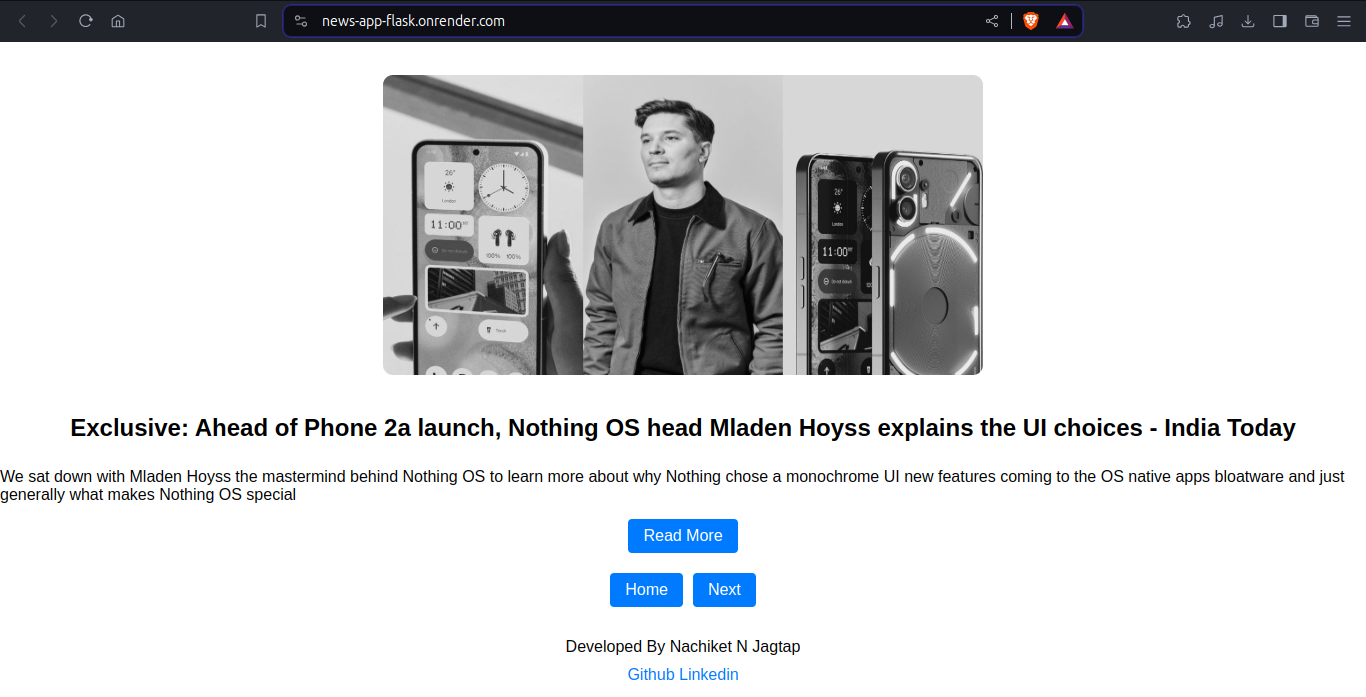 news-app-flask.onrender.com
26°
London
11:00
100% 100%
26°
London
11:00
Do not disturb
Exclusive: Ahead of Phone 2a launch, Nothing OS head Mladen Hoyss explains the UI choices - India Today
We sat down with Mladen Hoyss the mastermind behind Nothing OS to learn more about why Nothing chose a monochrome UI new features coming to the OS native apps bloatware and just
generally what makes Nothing OS special
Read More
Home Next
Developed By Nachiket N Jagtap
Github Linkedin